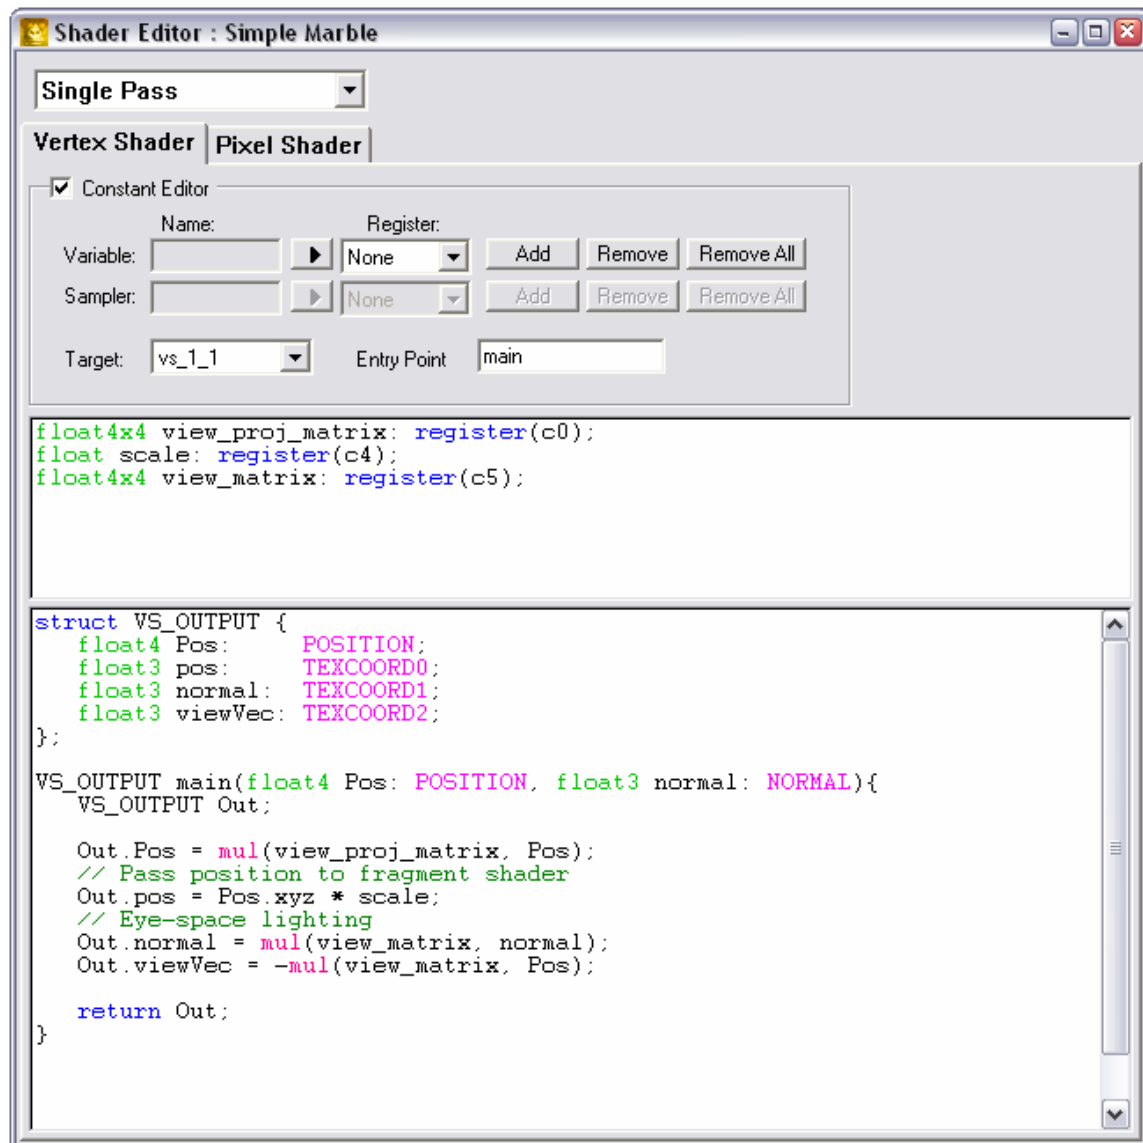 Shader Editor : Simple Marble
Single Pass
Vertex Shader Pixel Shader
Constant Editor
Name: Register:
Variable: None Add Remove Remove All
Sampler: None Add Remove Remove All
Target: vs_1_1 Entry Point main
float4x4 view_proj_matrix: register(c0);
float scale: register(c4);
float4x4 view_matrix: register(c5);
struct VS_OUTPUT {
   float4 Pos:     POSITION;
   float3 pos:     TEXCOORD0;
   float3 normal:  TEXCOORD1;
   float3 viewVec: TEXCOORD2;
};
VS_OUTPUT main(float4 Pos: POSITION, float3 normal: NORMAL){
   VS_OUTPUT Out;
   Out.Pos = mul(view_proj_matrix, Pos);
   // Pass position to fragment shader
   Out.pos = Pos.xyz * scale;
   // Eye-space lighting
   Out.normal = mul(view_matrix, normal);
   Out.viewVec = -mul(view_matrix, Pos);
   return Out;
}